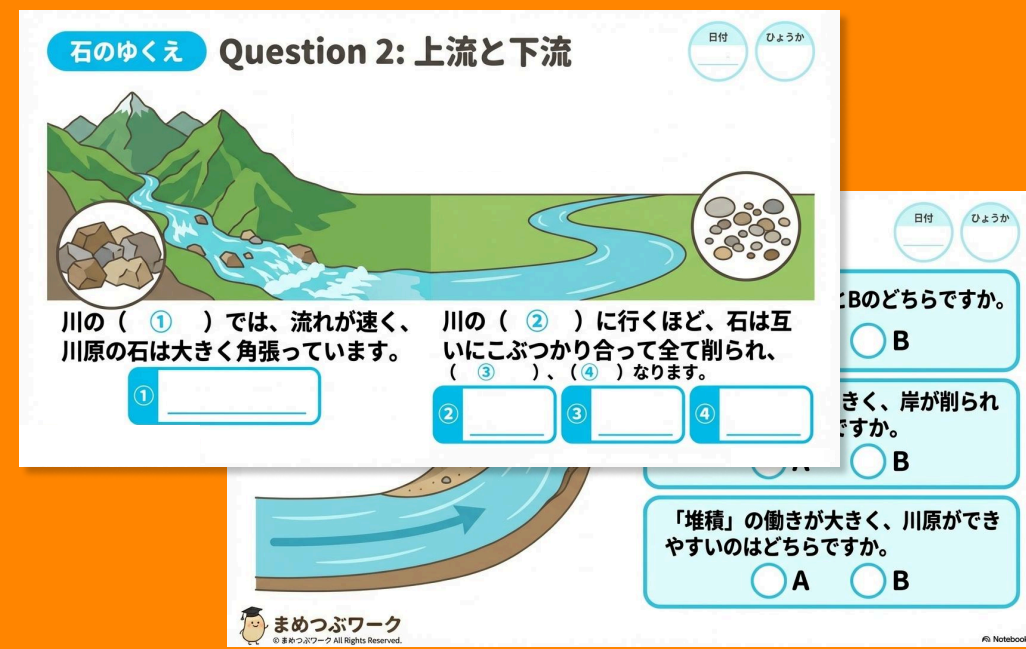 石のゆくえ
Question 2: 上流と下流
日付
ひょうか
川の（ ① ）では、流れが速く、
川原の石は大きく角張っています。
①
川の（ ② ）に行くほど、石は互
いにこぶつかり合って全て削られ、
（ ③ ）、（ ④ ）なります。
②
③
④
日付
ひょうか
Bのどちらですか。
B
きく、岸が削られ
ですか。
B
「堆積」の働きが大きく、川原ができ
やすいのはどちらですか。
A
B
まめつぶワーク
© まめつぶワーク All Rights Reserved.
Notebook